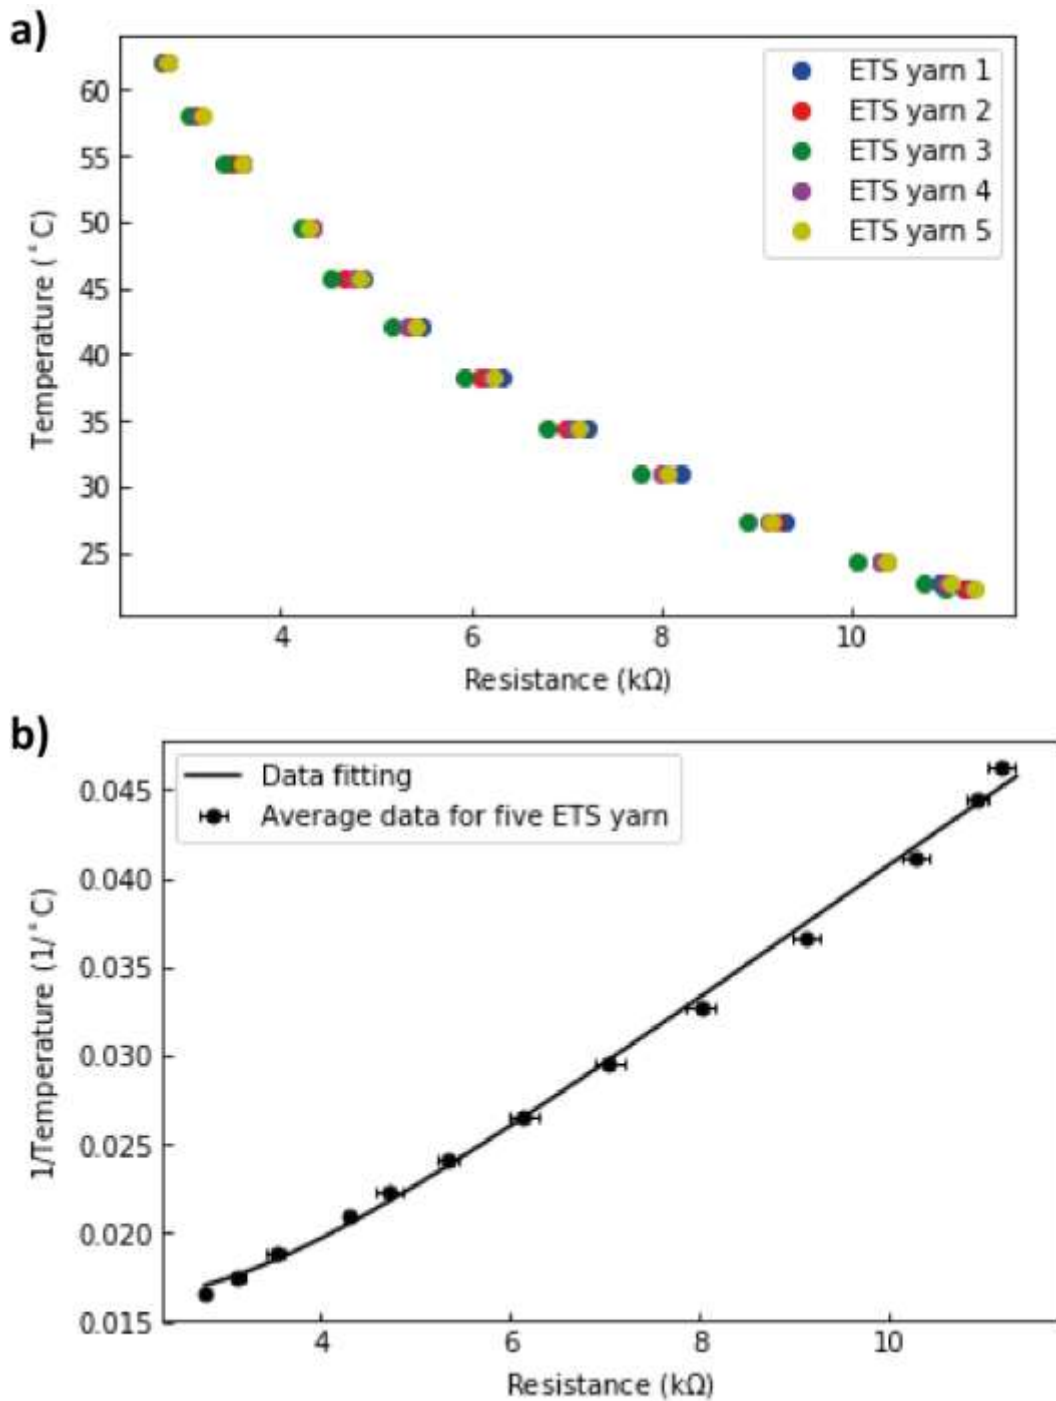 a)
60
55
50
45
40
35
30
25
Temperature (°C)
ETS yarn 1
ETS yarn 2
ETS yarn 3
ETS yarn 4
ETS yarn 5
4 6 8 10
Resistance (kΩ)
b)
0.045
0.040
0.035
0.030
0.025
0.020
0.015
1/Temperature (1/°C)
Data fitting
Average data for five ETS yarn
4 6 8 10
Resistance (kΩ)